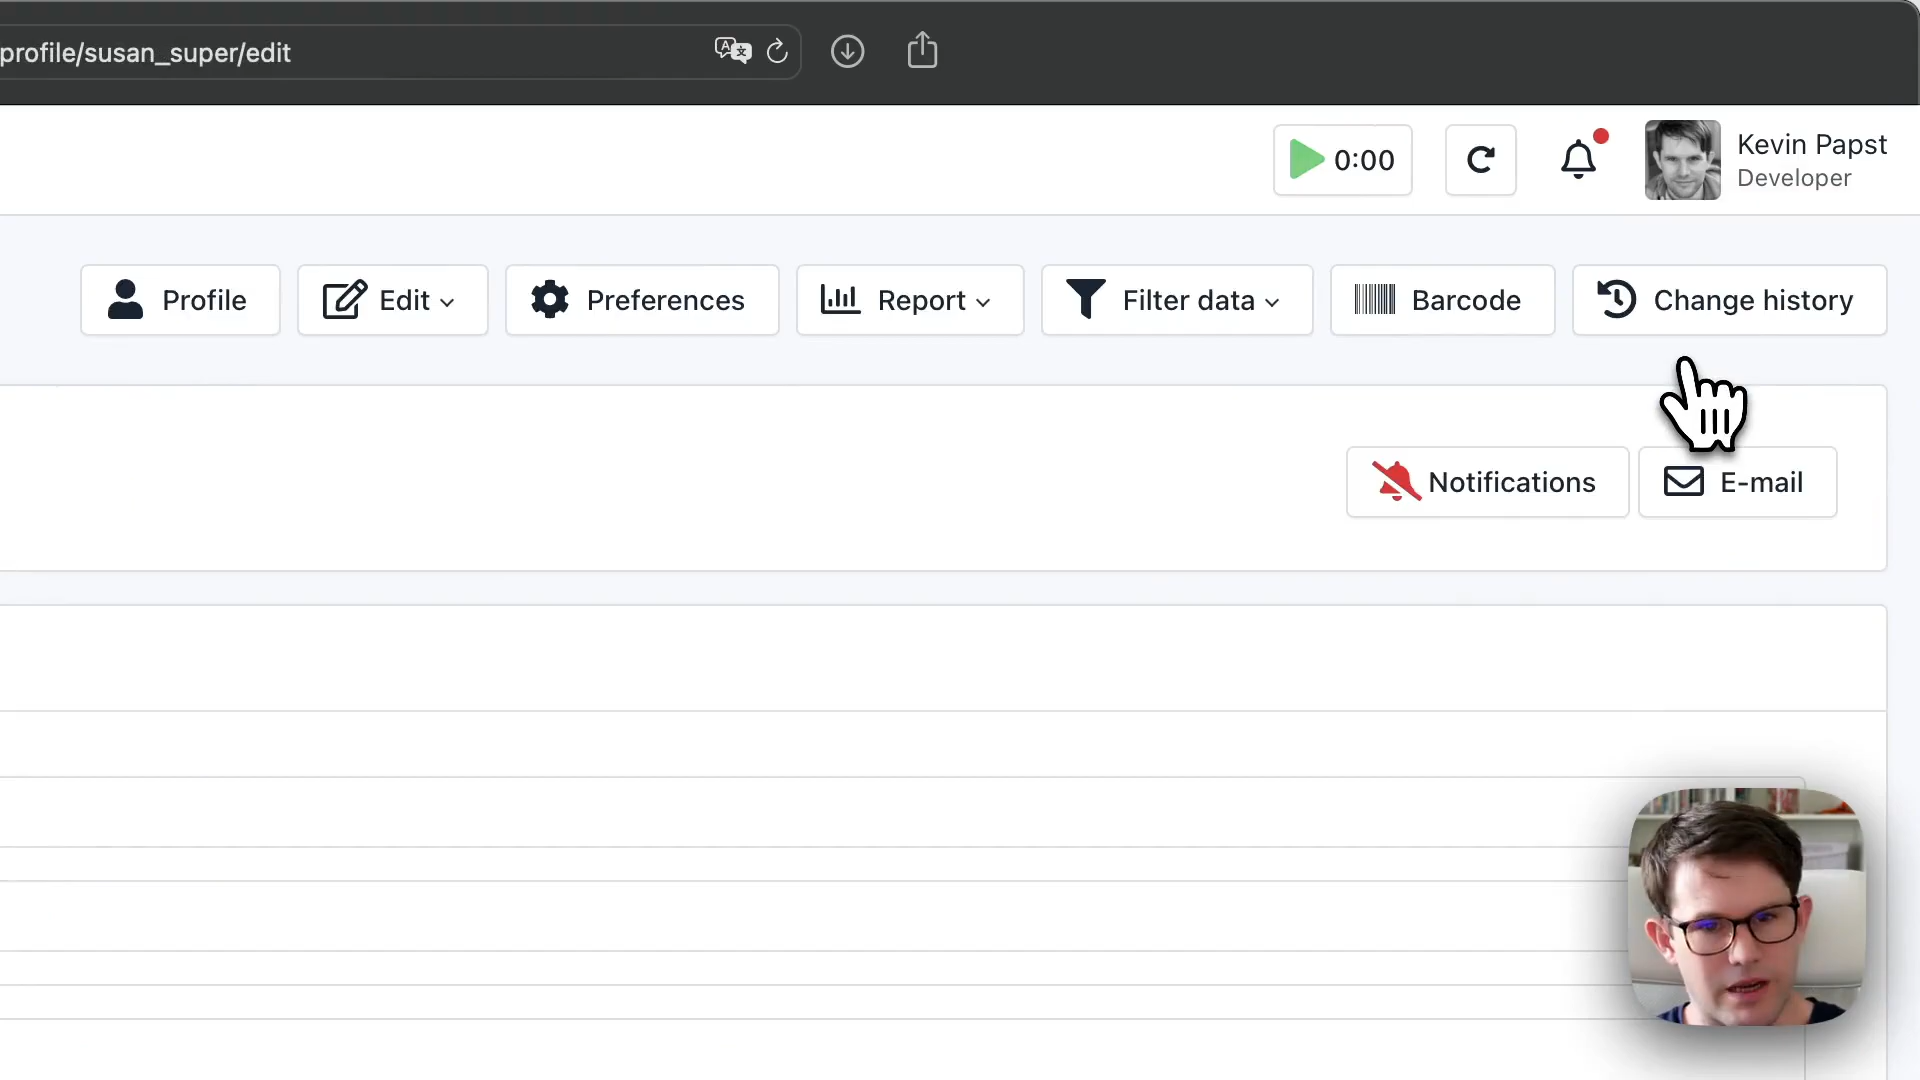 profile/susan_super/edit
0:00
Kevin Papst
Developer
Profile
Edit
Preferences
Report
Filter data
Barcode
Change history
Notifications
E-mail